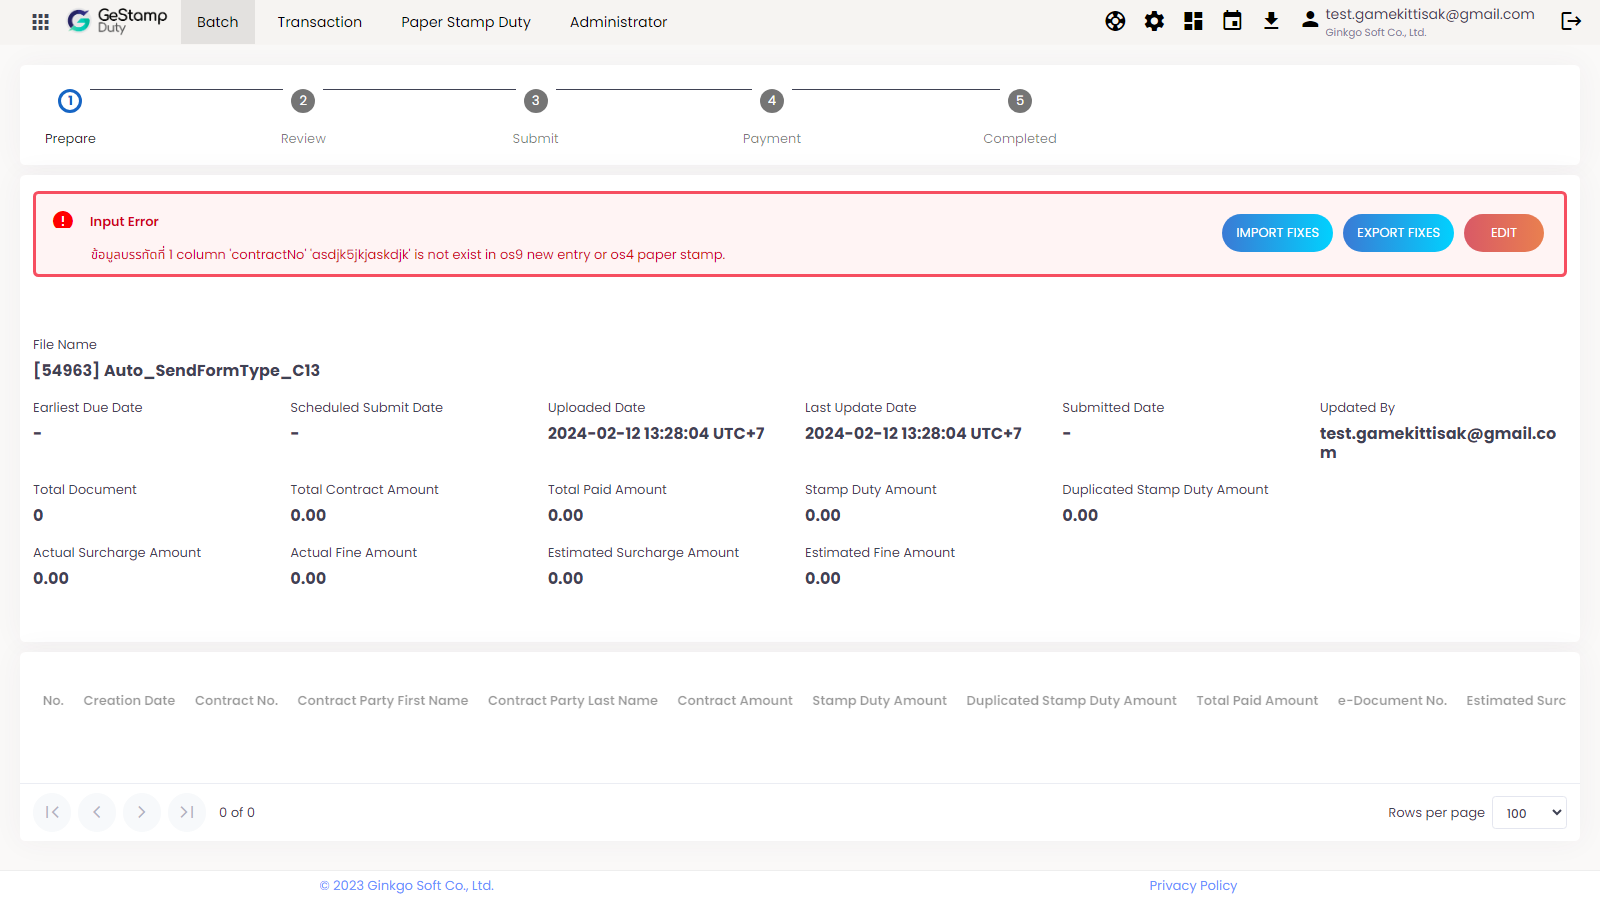 GeStamp
Duty
Batch
Transaction
Paper Stamp Duty
Administrator
test.gamekittisak@gmail.com
Ginkgo Soft Co., Ltd.
1
2
3
4
5
Prepare
Review
Submit
Payment
Completed
Input Error
ข้อมูลบรรทัดที่ 1 column 'contractNo' 'asdjk5jkjaskdjk' is not exist in os9 new entry or os4 paper stamp.
IMPORT FIXES
EXPORT FIXES
EDIT
File Name
[54963] Auto_SendFormType_C13
Earliest Due Date
Scheduled Submit Date
Uploaded Date
Last Update Date
Submitted Date
Updated By
-
-
2024-02-12 13:28:04 UTC+7
2024-02-12 13:28:04 UTC+7
-
test.gamekittisak@gmail.co
m
Total Document
Total Contract Amount
Total Paid Amount
Stamp Duty Amount
Duplicated Stamp Duty Amount
0
0.00
0.00
0.00
0.00
Actual Surcharge Amount
Actual Fine Amount
Estimated Surcharge Amount
Estimated Fine Amount
0.00
0.00
0.00
0.00
No.
Creation Date
Contract No.
Contract Party First Name
Contract Party Last Name
Contract Amount
Stamp Duty Amount
Duplicated Stamp Duty Amount
Total Paid Amount
e-Document No.
Estimated Surc
0 of 0
Rows per page
100
© 2023 Ginkgo Soft Co., Ltd.
Privacy Policy